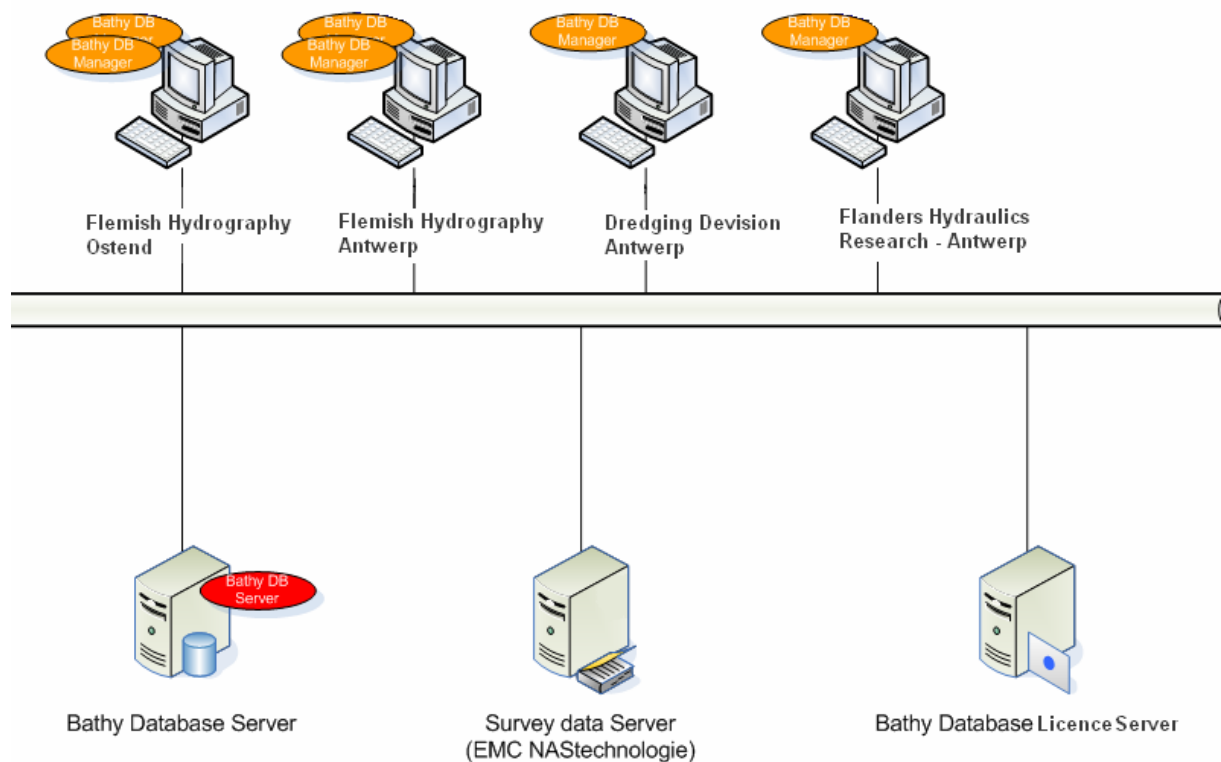 Bathy DB
Bathy DB
Manager
Bathy DB
Bathy DB
Manager
Bathy DB
Manager
Bathy DB
Manager
Flemish Hydrography
Ostend
Flemish Hydrography
Antwerp
Dredging Devision
Antwerp
Flanders Hydraulics
Research - Antwerp
Bathy DB
Server
Bathy Database Server
Survey data Server
(EMC NAStechnologie)
Bathy Database Licence Server